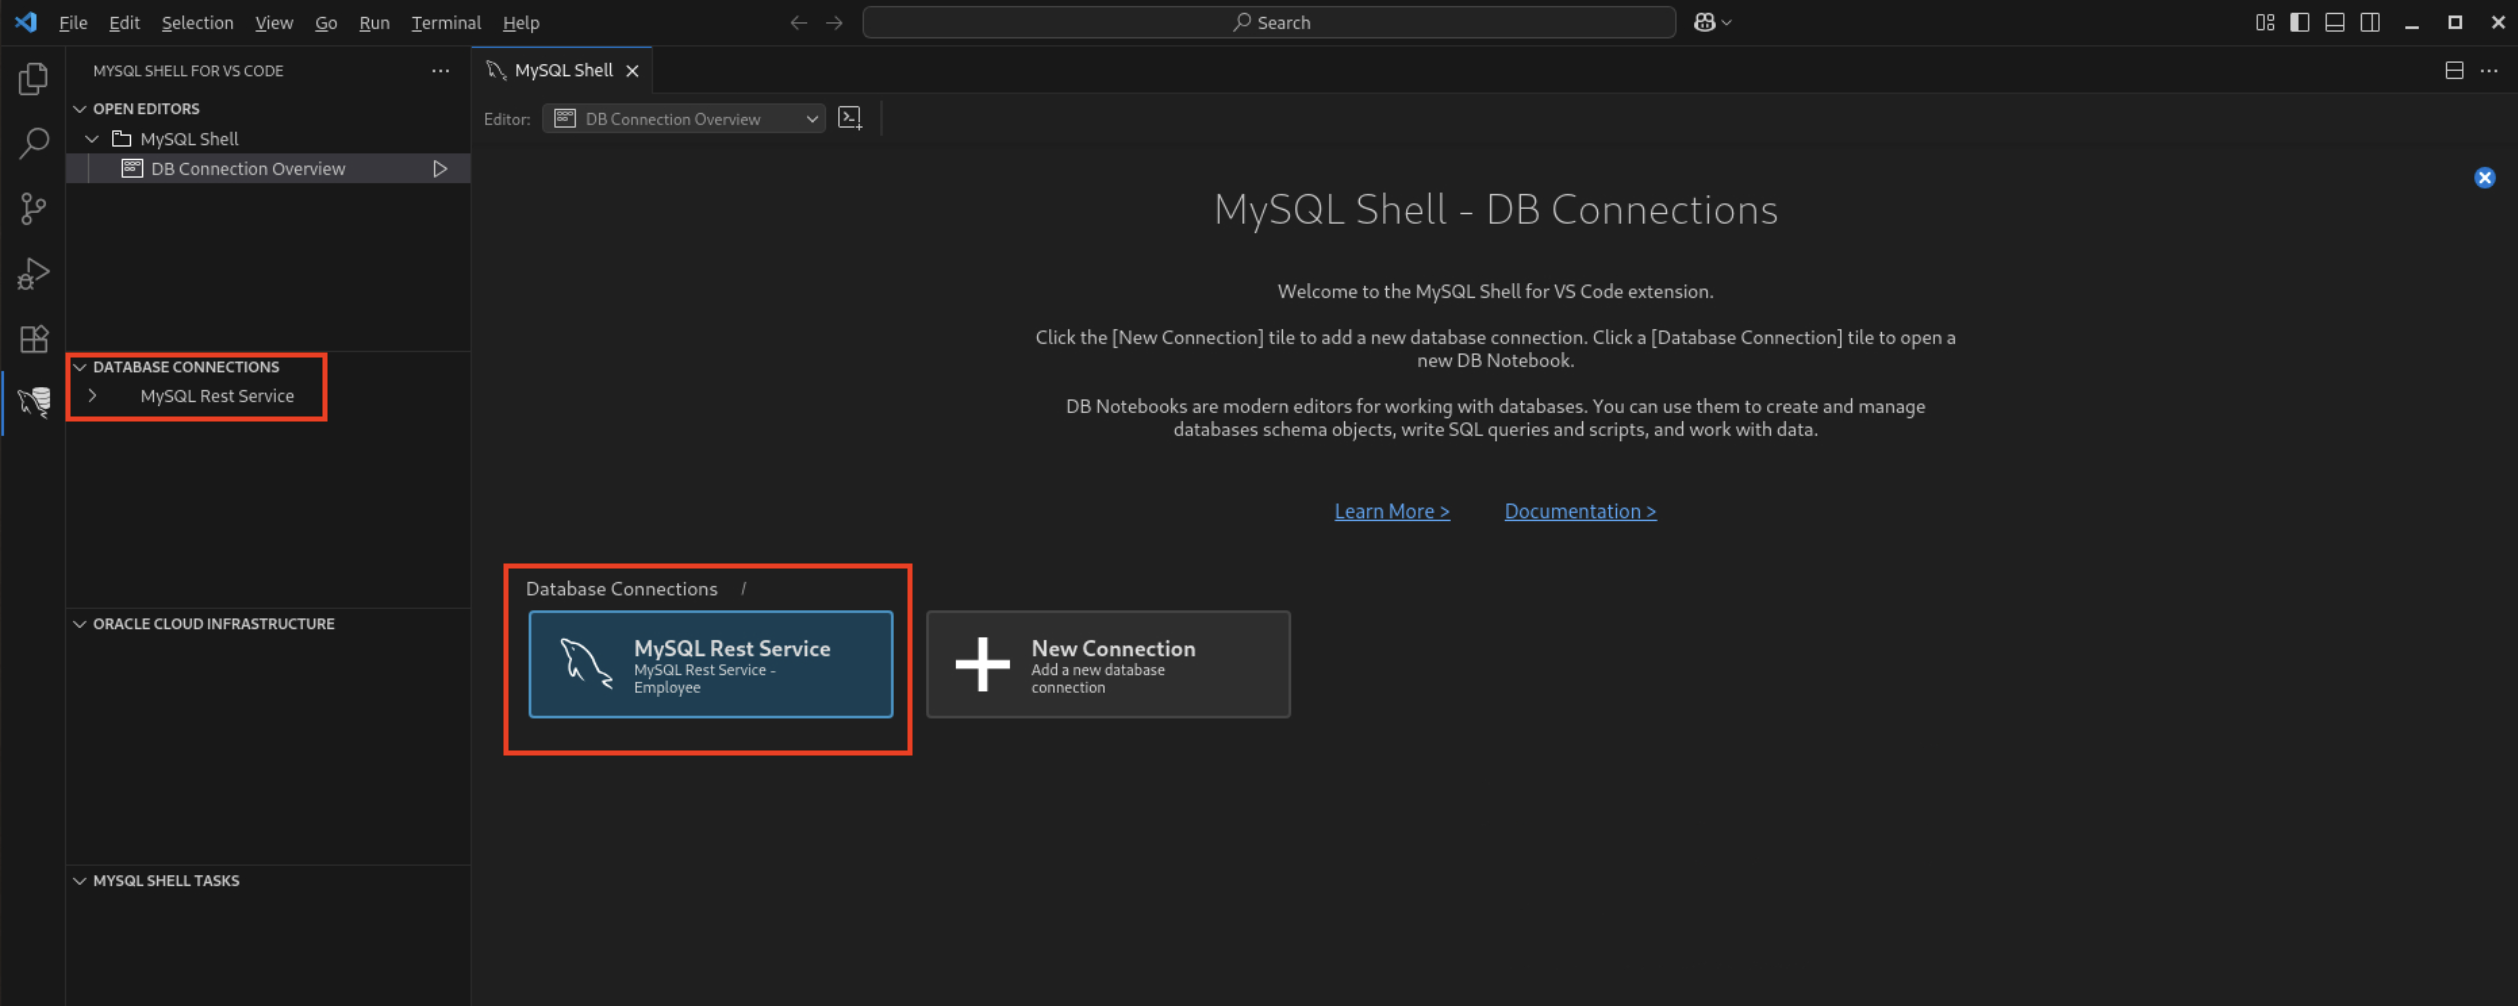 File Edit Selection View Go Run Terminal Help
Search
MYSQL SHELL FOR VS CODE
OPEN EDITORS
MySQL Shell
DB Connection Overview
DATABASE CONNECTIONS
MySQL Rest Service
ORACLE CLOUD INFRASTRUCTURE
MYSQL SHELL TASKS
MySQL Shell
Editor: DB Connection Overview
MySQL Shell - DB Connections
Welcome to the MySQL Shell for VS Code extension.
Click the [New Connection] tile to add a new database connection. Click a [Database Connection] tile to open a
new DB Notebook.
DB Notebooks are modern editors for working with databases. You can use them to create and manage
databases schema objects, write SQL queries and scripts, and work with data.
Learn More > Documentation >
Database Connections /
MySQL Rest Service
MySQL Rest Service -
Employee
New Connection
Add a new database
connection